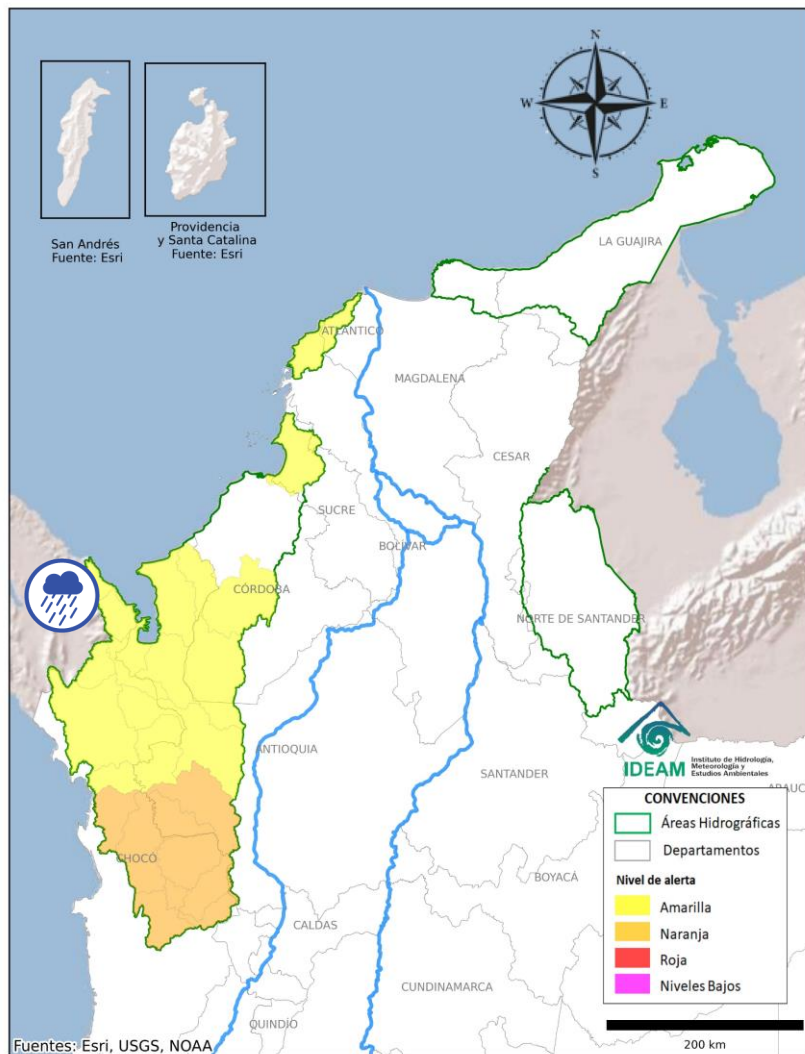 N
W
E
S
San Andrés
Fuente: Esri
Providencia
y Santa Catalina
Fuente: Esri
LA GUAJIRA
ATLÁNTICO
MAGDALENA
CESAR
SUCRE
BOLÍVAR
CÓRDOBA
NORTE DE SANTANDER
ANTIOQUIA
SANTANDER
IDEAM
Instituto de Hidrología,
Meteorología y
Estudios Ambientales
ARAUC
CONVENCIONES
Áreas Hidrográficas
Departamentos
Nivel de alerta
Amarilla
Naranja
Roja
Niveles Bajos
CHOCÓ
BOYACÁ
CALDAS
CUNDINAMARCA
QUINDÍO
Fuentes: Esri, USGS, NOAA
200 km